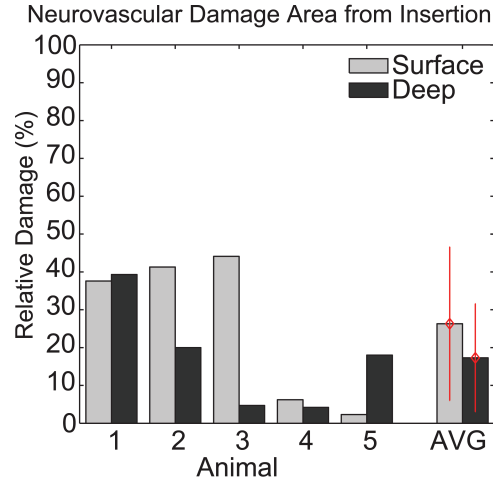 Neurovascular Damage Area from Insertion
100
90
80
70
60
50
40
30
20
10
0
Relative Damage (%)
Surface
Deep
1 2 3 4 5 AVG
Animal